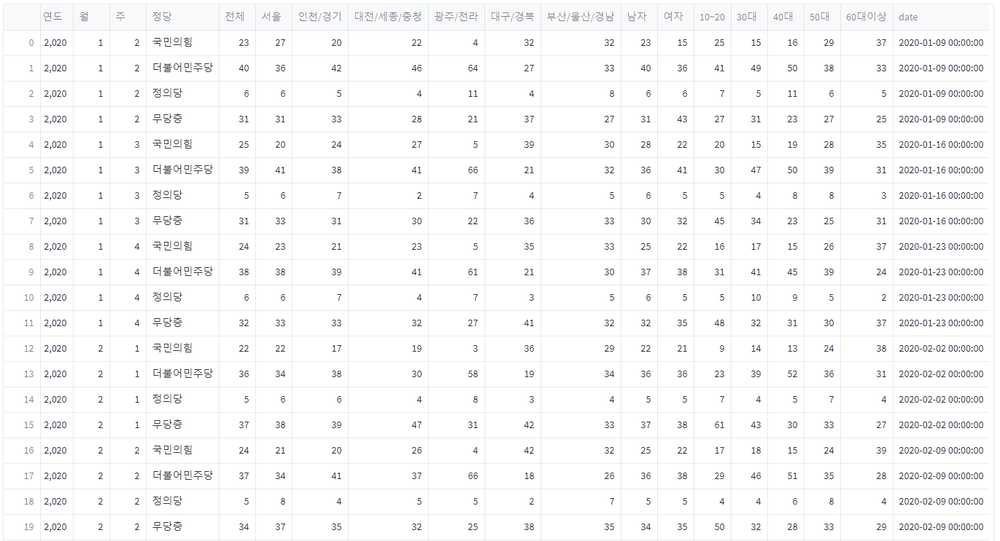 연도 월 주 정당 전체 서울 인천/경기 대전/세종/충청 광주/전라 대구/경북 부산/울산/경남 남자 여자 10~20 30대 40대 50대 60대이상 date
0 2,020 1 2 국민의힘 23 27 20 22 4 32 32 23 15 25 15 16 29 37 2020-01-09 00:00:00
1 2,020 1 2 더불어민주당 40 36 42 46 64 27 33 40 36 41 49 50 38 33 2020-01-09 00:00:00
2 2,020 1 2 정의당 6 6 5 4 11 4 8 6 6 7 5 11 6 5 2020-01-09 00:00:00
3 2,020 1 2 무당층 31 31 33 28 21 37 27 31 43 27 31 23 27 25 2020-01-09 00:00:00
4 2,020 1 3 국민의힘 25 20 24 27 5 39 30 28 22 20 15 19 28 35 2020-01-16 00:00:00
5 2,020 1 3 더불어민주당 39 41 38 41 66 21 32 36 41 30 47 50 39 31 2020-01-16 00:00:00
6 2,020 1 3 정의당 5 6 7 2 7 4 5 6 5 5 4 8 8 3 2020-01-16 00:00:00
7 2,020 1 3 무당층 31 33 31 30 22 36 33 30 32 45 34 23 25 31 2020-01-16 00:00:00
8 2,020 1 4 국민의힘 24 23 21 23 5 35 33 25 22 16 17 15 26 37 2020-01-23 00:00:00
9 2,020 1 4 더불어민주당 38 38 39 41 61 21 30 37 38 31 41 45 39 24 2020-01-23 00:00:00
10 2,020 1 4 정의당 6 6 7 4 7 3 5 6 5 5 10 9 5 2 2020-01-23 00:00:00
11 2,020 1 4 무당층 32 33 33 32 27 41 32 32 35 48 32 31 30 37 2020-01-23 00:00:00
12 2,020 2 1 국민의힘 22 22 17 19 3 36 29 22 21 9 14 13 24 38 2020-02-02 00:00:00
13 2,020 2 1 더불어민주당 36 34 38 30 58 19 34 36 36 23 39 52 36 31 2020-02-02 00:00:00
14 2,020 2 1 정의당 5 6 6 4 8 3 4 5 5 7 4 5 7 4 2020-02-02 00:00:00
15 2,020 2 1 무당층 37 38 39 47 31 42 33 37 38 61 43 30 33 27 2020-02-02 00:00:00
16 2,020 2 2 국민의힘 24 21 20 26 4 42 32 25 22 17 18 15 24 39 2020-02-09 00:00:00
17 2,020 2 2 더불어민주당 37 34 41 37 66 18 26 36 38 29 46 51 35 28 2020-02-09 00:00:00
18 2,020 2 2 정의당 5 8 4 5 5 2 7 5 5 4 4 6 8 4 2020-02-09 00:00:00
19 2,020 2 2 무당층 34 37 35 32 25 38 35 34 35 50 32 28 33 29 2020-02-09 00:00:00